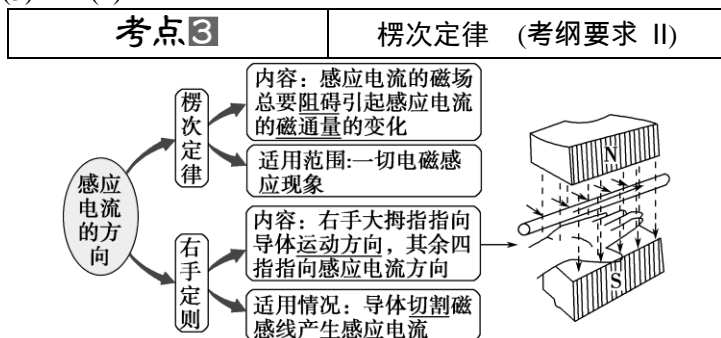 考点3
楞次定律 (考纲要求 II)
感应
电流
的方
向
楞
次
定
律
内容：感应电流的磁场
总要阻碍引起感应电流
的磁通量的变化
适用范围:一切电磁感
应现象
右
手
定
则
内容：右手大拇指指向
导体运动方向，其余四
指指向感应电流方向
适用情况：导体切割磁
感线产生感应电流
N
S